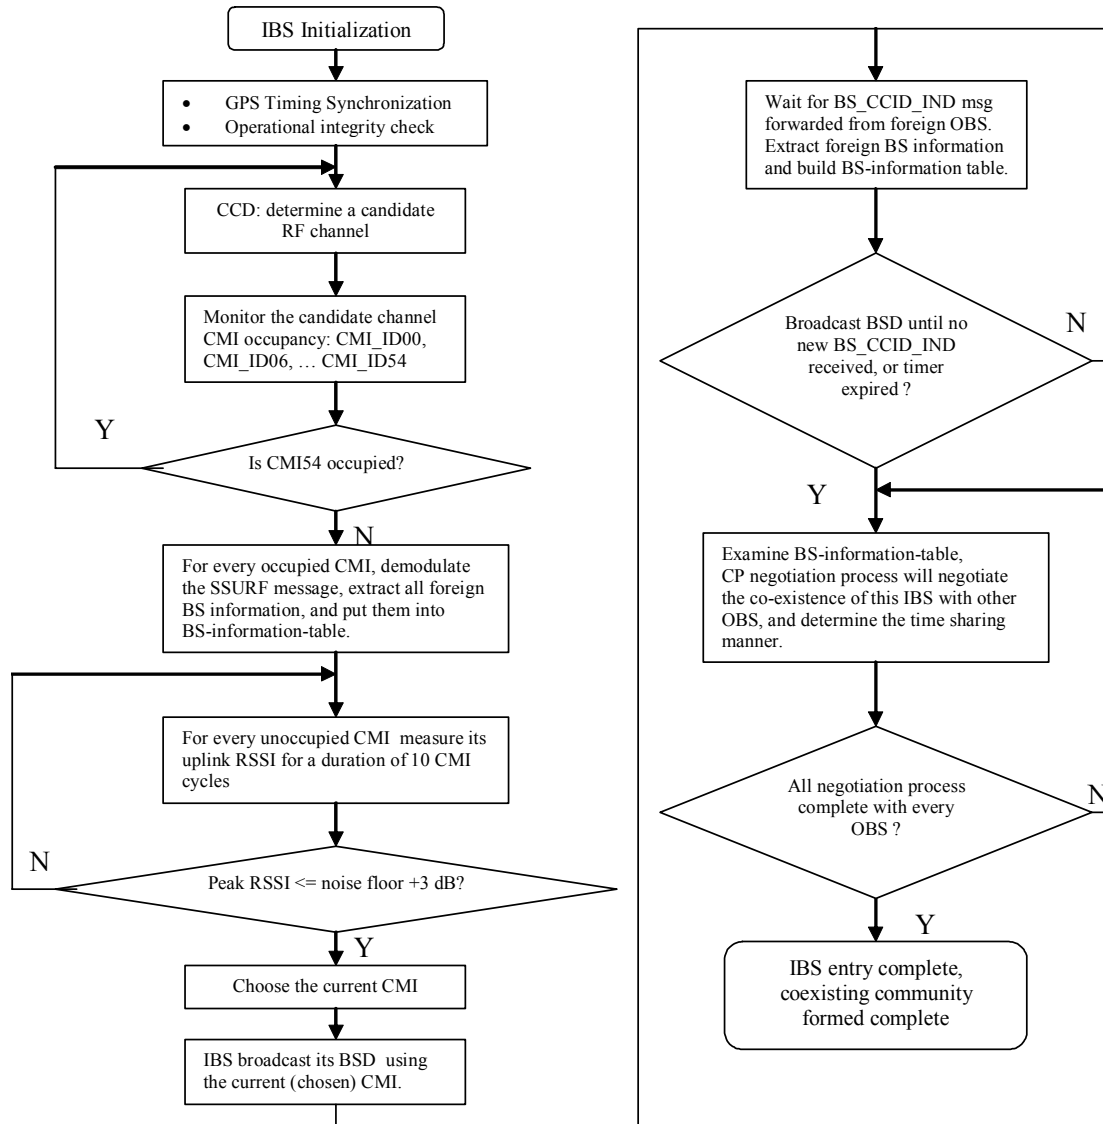 IBS Initialization
• GPS Timing Synchronization
• Operational integrity check
CCD: determine a candidate
RF channel
Monitor the candidate channel
CMI occupancy: CMI_ID00,
CMI_ID06, … CMI_ID54
Y
Is CMI54 occupied?
N
For every occupied CMI, demodulate
the SSURF message, extract all foreign
BS information, and put them into
BS-information-table.
For every unoccupied CMI measure its
uplink RSSI for a duration of 10 CMI
cycles
N
Peak RSSI <= noise floor +3 dB?
Y
Choose the current CMI
IBS broadcast its BSD using
the current (chosen) CMI.
Wait for BS_CCID_IND msg
forwarded from foreign OBS.
Extract foreign BS information
and build BS-information table.
N
Broadcast BSD until no
new BS_CCID_IND
received, or timer
expired ?
Y
Examine BS-information-table,
CP negotiation process will negotiate
the co-existence of this IBS with other
OBS, and determine the time sharing
manner.
All negotiation process
complete with every
OBS ?
N
Y
IBS entry complete,
coexisting community
formed complete